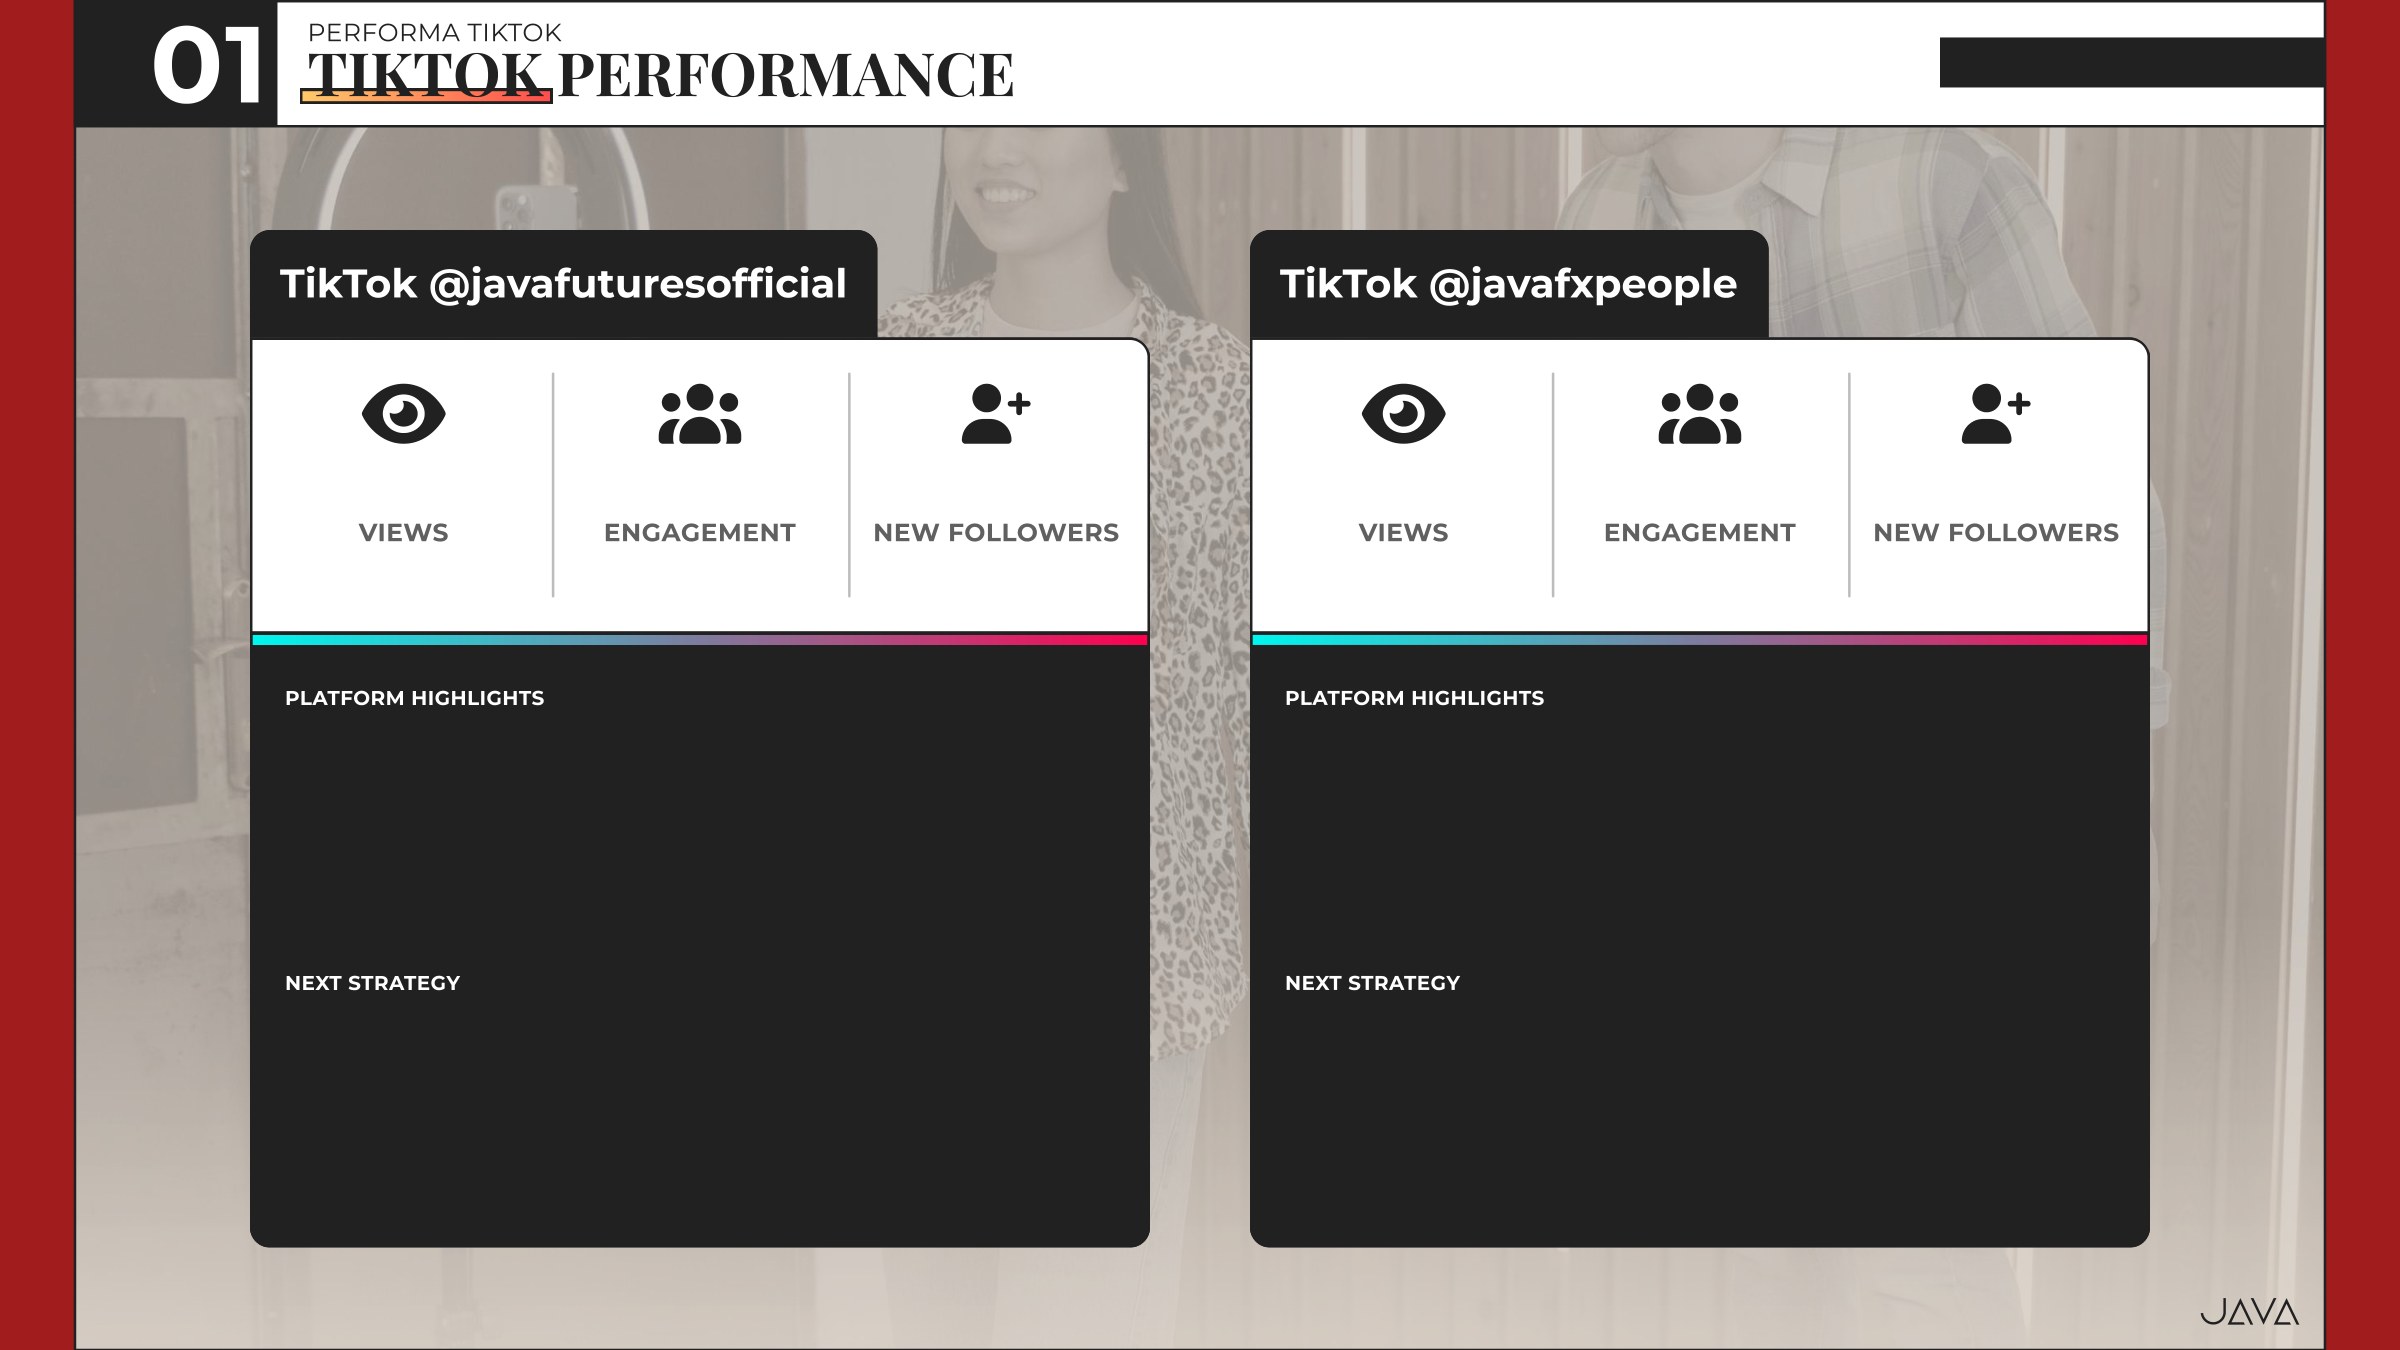 01
PERFORMA TIKTOK
TIKTOK PERFORMANCE
TikTok @javafuturesofficial
VIEWS
ENGAGEMENT
NEW FOLLOWERS
PLATFORM HIGHLIGHTS
NEXT STRATEGY
TikTok @javafxpeople
VIEWS
ENGAGEMENT
NEW FOLLOWERS
PLATFORM HIGHLIGHTS
NEXT STRATEGY
JAVA